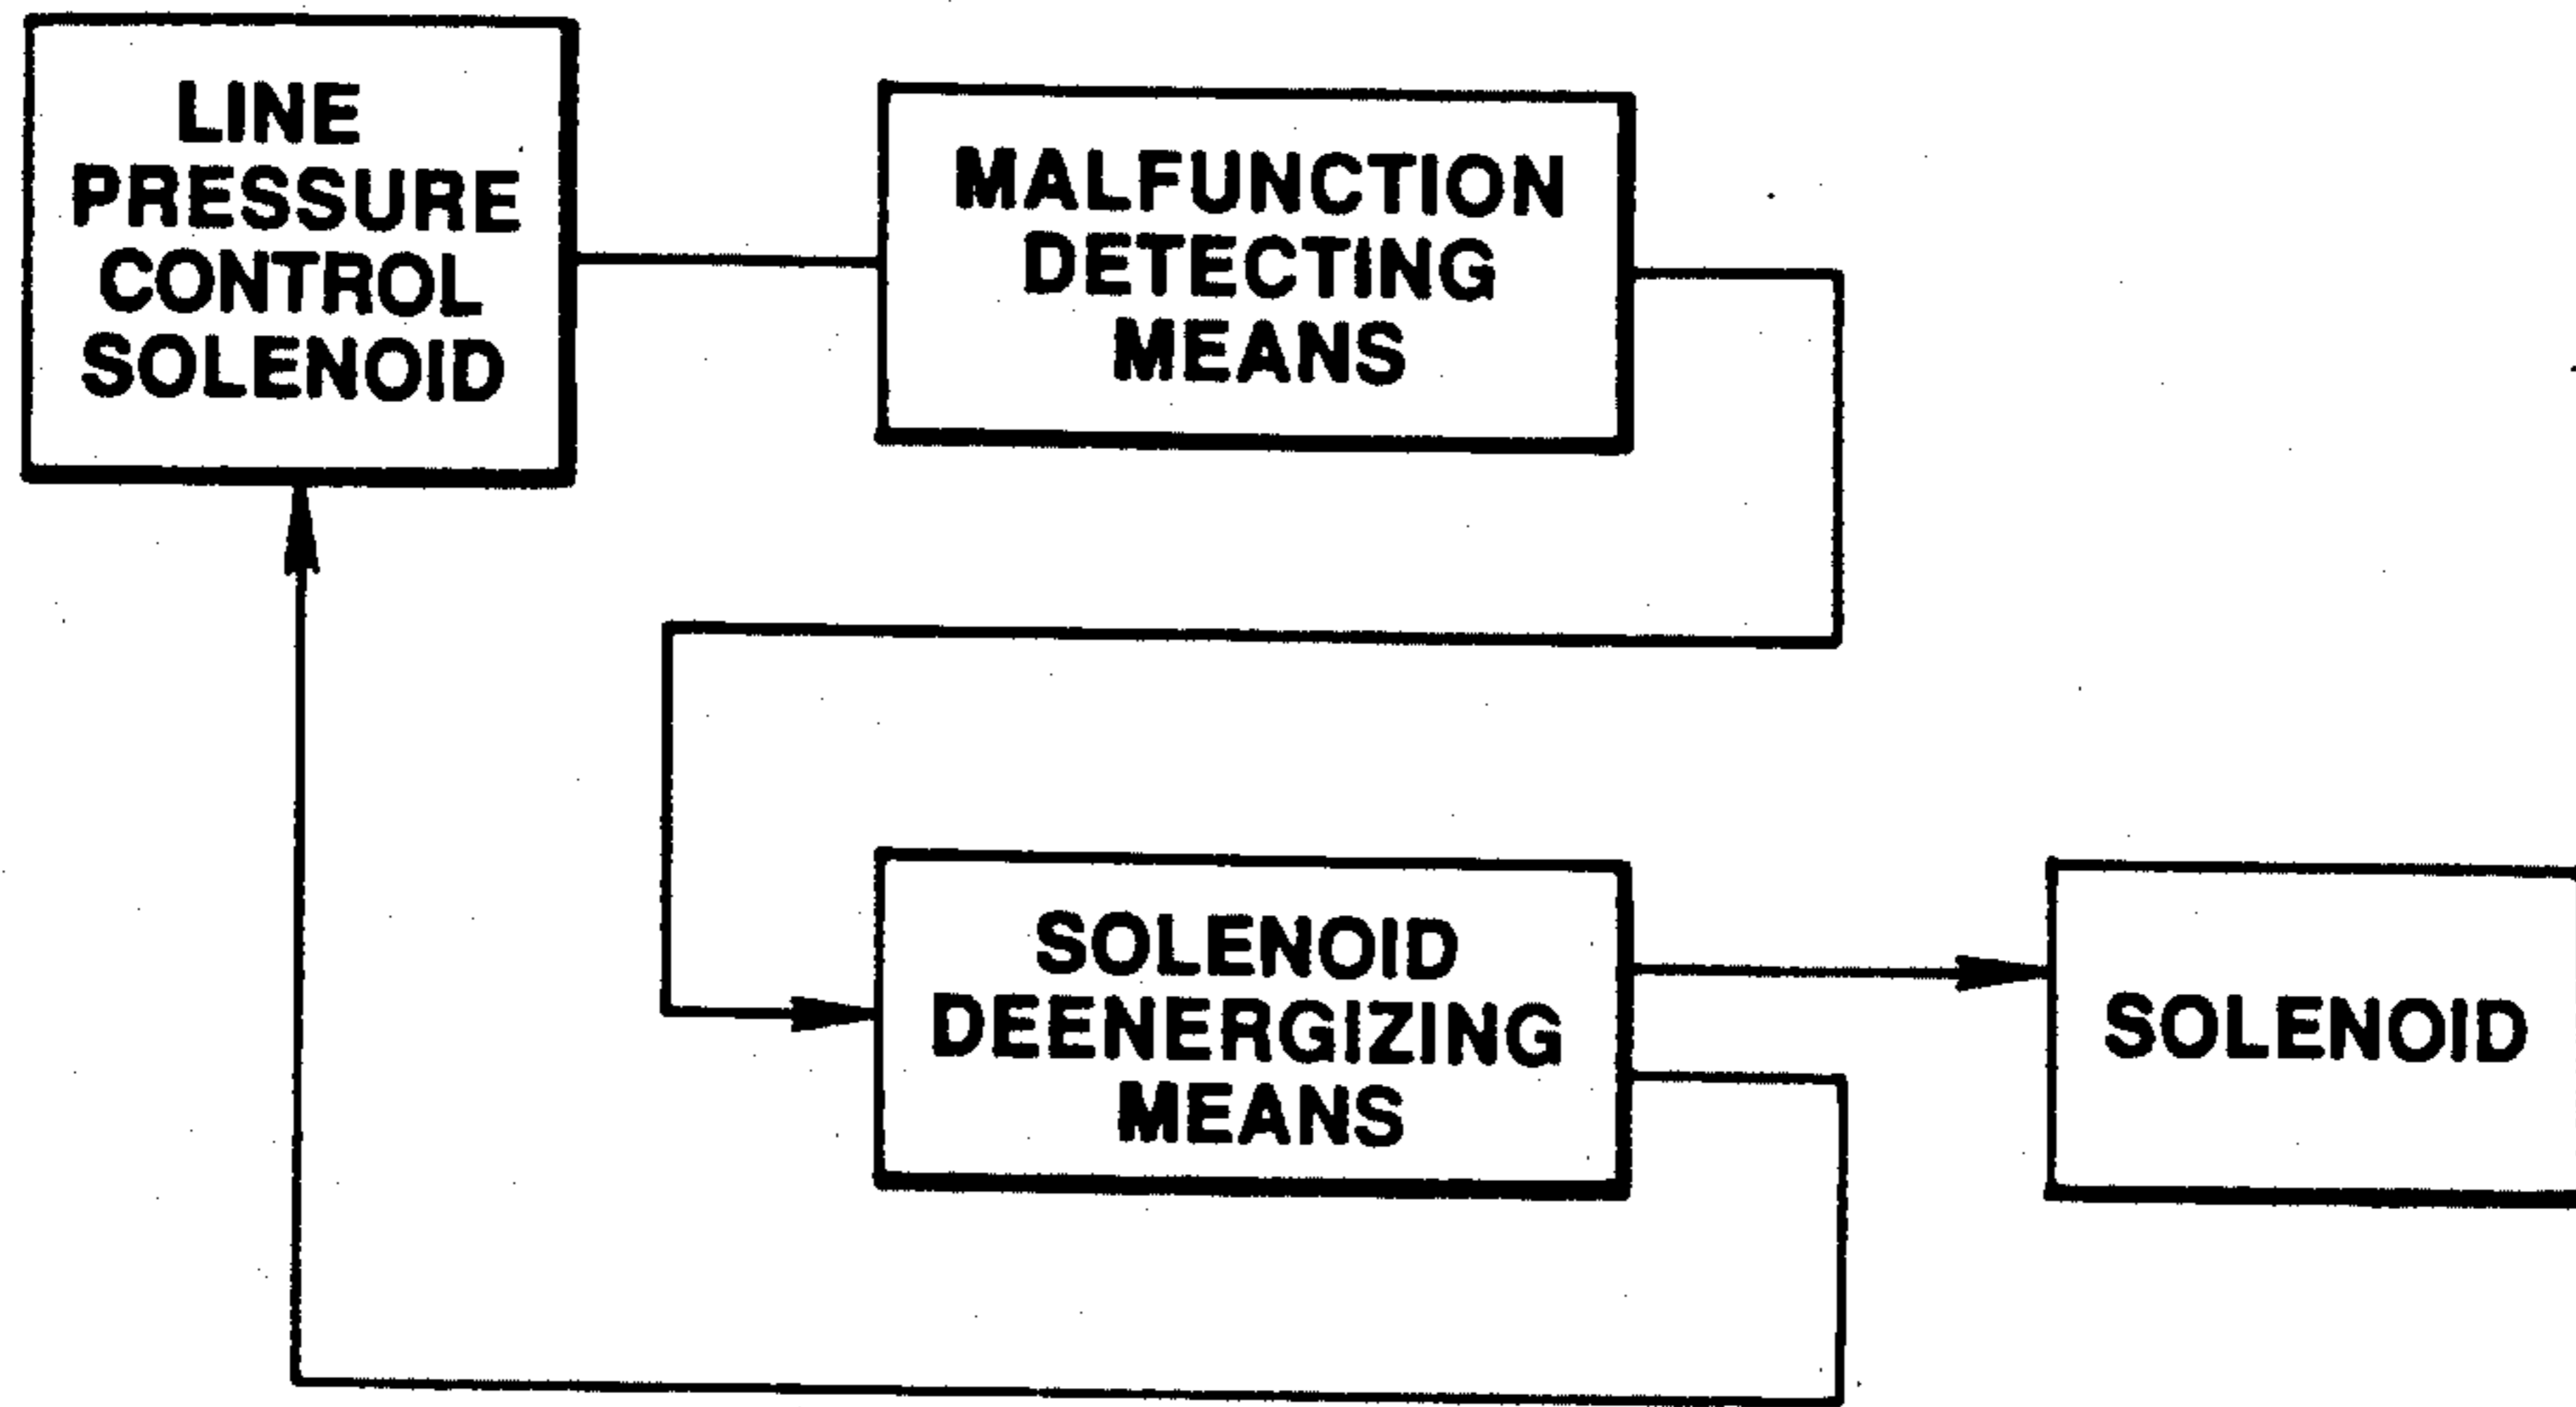 LINE
PRESSURE
CONTROL
SOLENOID
MALFUNCTION
DETECTING
MEANS
SOLENOID
DEENERGIZING
MEANS
SOLENOID